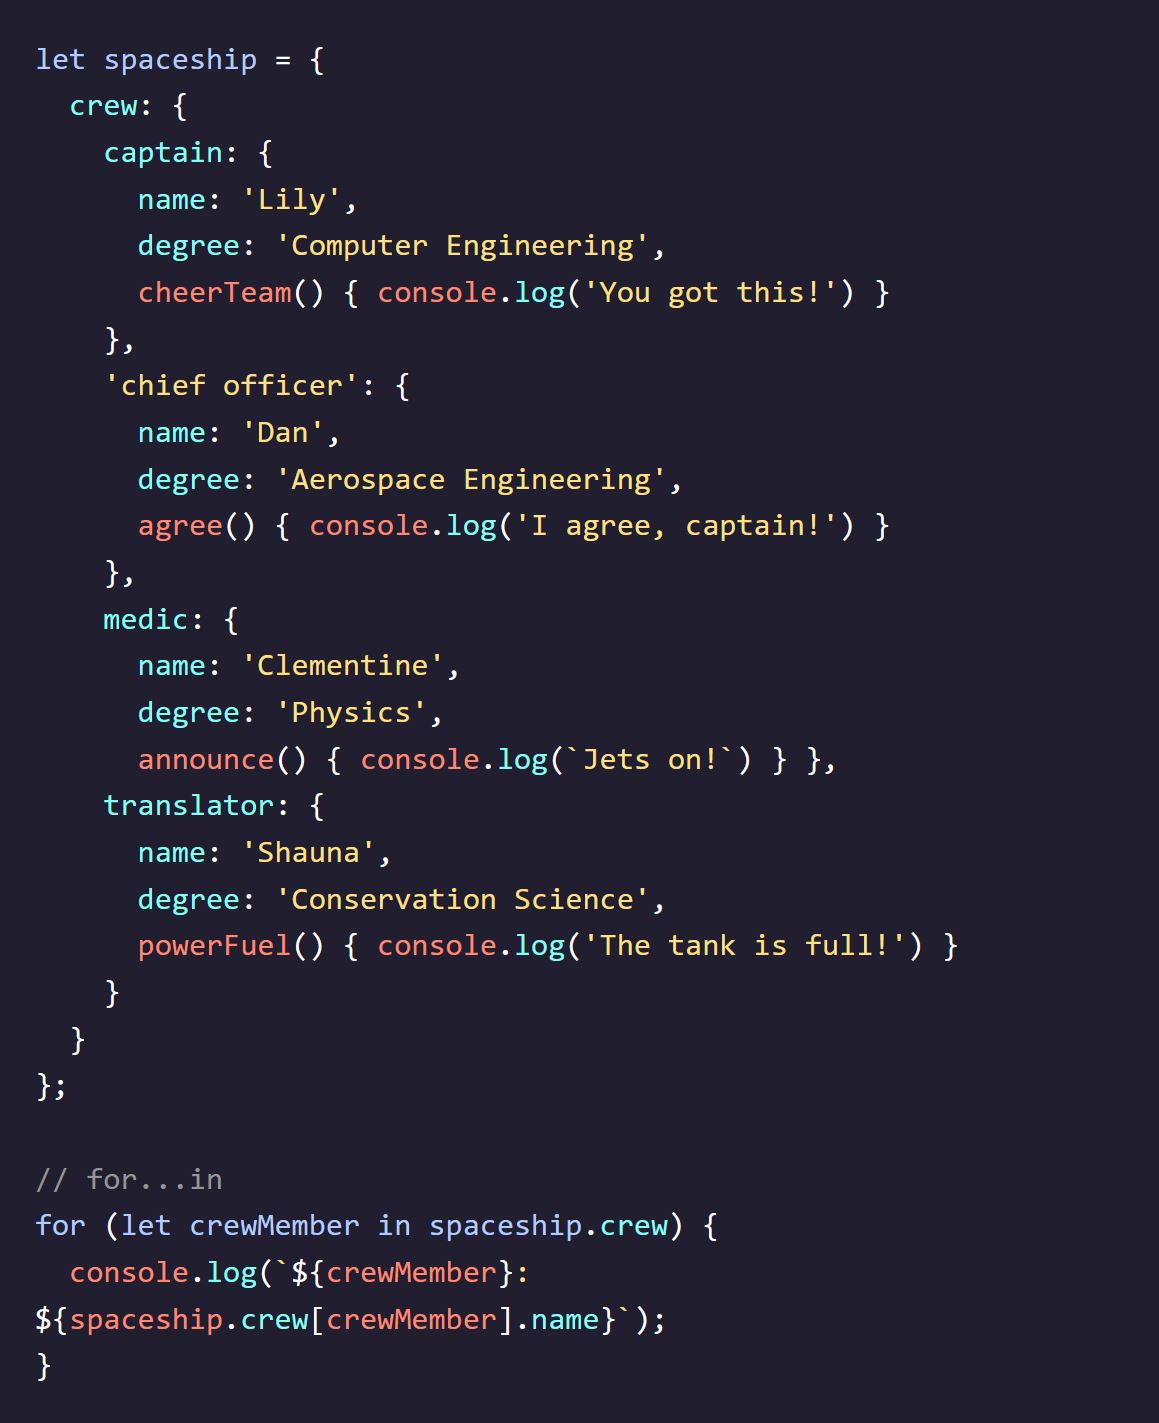 let spaceship = {
  crew: {
    captain: {
      name: 'Lily',
      degree: 'Computer Engineering',
      cheerTeam() { console.log('You got this!') }
    },
    'chief officer': {
      name: 'Dan',
      degree: 'Aerospace Engineering',
      agree() { console.log('I agree, captain!') }
    },
    medic: {
      name: 'Clementine',
      degree: 'Physics',
      announce() { console.log(`Jets on!`) } },
    translator: {
      name: 'Shauna',
      degree: 'Conservation Science',
      powerFuel() { console.log('The tank is full!') }
    }
  }
};

// for...in
for (let crewMember in spaceship.crew) {
  console.log(`${crewMember}:
${spaceship.crew[crewMember].name}`);
}